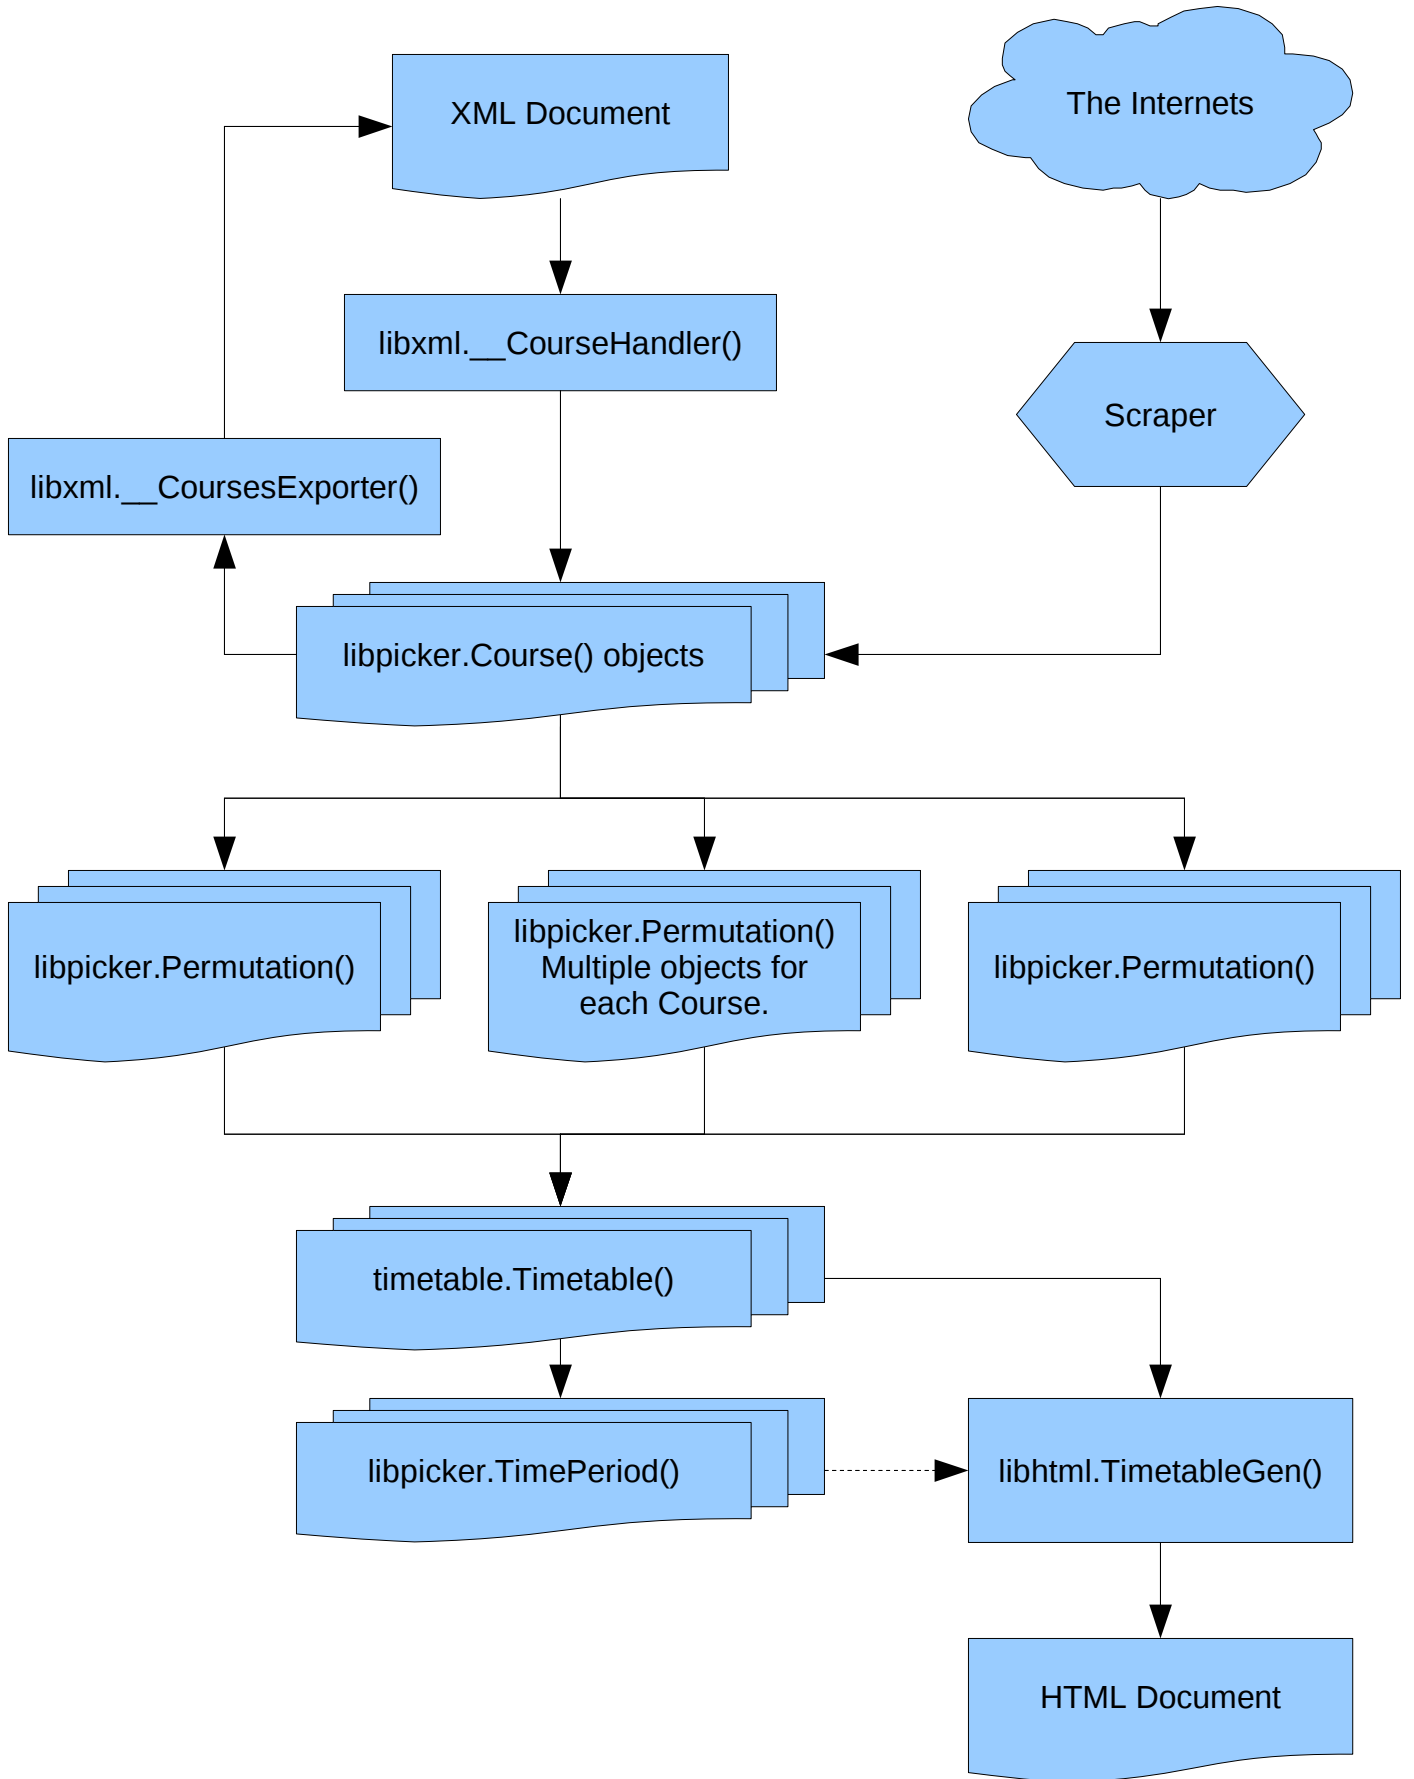 XML Document
The Internets
libxml.__CourseHandler()
Scraper
libxml.__CoursesExporter()
libpicker.Course() objects
libpicker.Permutation()
libpicker.Permutation()
Multiple objects for
each Course.
libpicker.Permutation()
timetable.Timetable()
libpicker.TimePeriod()
libhtml.TimetableGen()
HTML Document